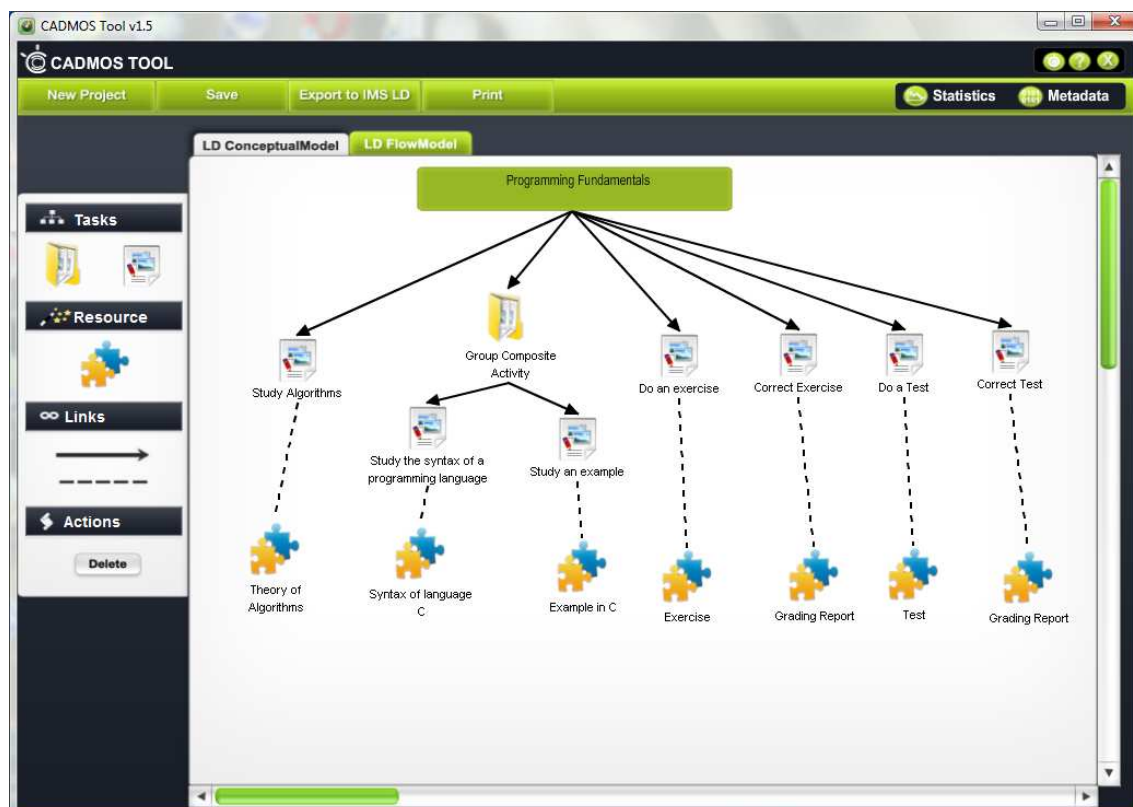 CADMOS Tool v1.5
CADMOS TOOL
New Project
Save
Export to IMS LD
Print
Statistics
Metadata
LD ConceptualModel
LD FlowModel
Tasks
Resource
Links
Actions
Delete
Programming Fundamentals
Group Composite
Activity
Study Algorithms
Do an exercise
Correct Exercise
Do a Test
Correct Test
Study the syntax of a
programming language
Study an example
Theory of
Algorithms
Syntax of language
C
Example in C
Exercise
Grading Report
Test
Grading Report